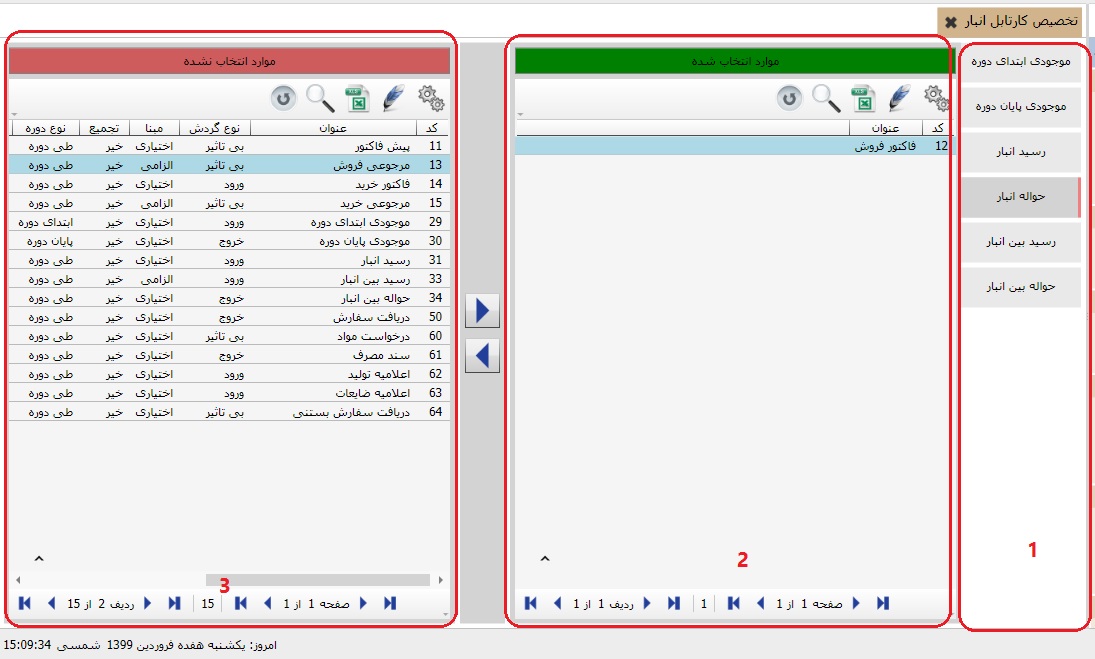 تخصیص کارتابل انبار
موجودی ابتدای دوره
موجودی پایان دوره
رسید انبار
حواله انبار
رسید بین انبار
حواله بین انبار
1
موارد انتخاب شده
کد عنوان
12 فاکتور فروش
2
صفحه 1 از 1 1 ردیف 1 از 1
موارد انتخاب نشده
کد عنوان نوع گردش مبنا تجمیع نوع دوره
11 پیش فاکتور بی تاثیر اختیاری خیر طی دوره
13 مرجوعی فروش بی تاثیر الزامی خیر طی دوره
14 فاکتور خرید ورود اختیاری خیر طی دوره
15 مرجوعی خرید بی تاثیر الزامی خیر طی دوره
29 موجودی ابتدای دوره ورود اختیاری خیر ابتدای دوره
30 موجودی پایان دوره خروج اختیاری خیر پایان دوره
31 رسید انبار ورود اختیاری خیر طی دوره
33 رسید بین انبار ورود الزامی خیر طی دوره
34 حواله بین انبار خروج اختیاری خیر طی دوره
50 دریافت سفارش خروج اختیاری خیر طی دوره
60 درخواست مواد بی تاثیر اختیاری خیر طی دوره
61 سند مصرف خروج اختیاری خیر طی دوره
62 اعلامیه تولید ورود اختیاری خیر طی دوره
63 اعلامیه ضایعات ورود اختیاری خیر طی دوره
64 دریافت سفارش بستنی بی تاثیر اختیاری خیر طی دوره
3
صفحه 1 از 1 15 ردیف 2 از 15
امروز: یکشنبه هفده فروردین 1399 شمسی 15:09:34